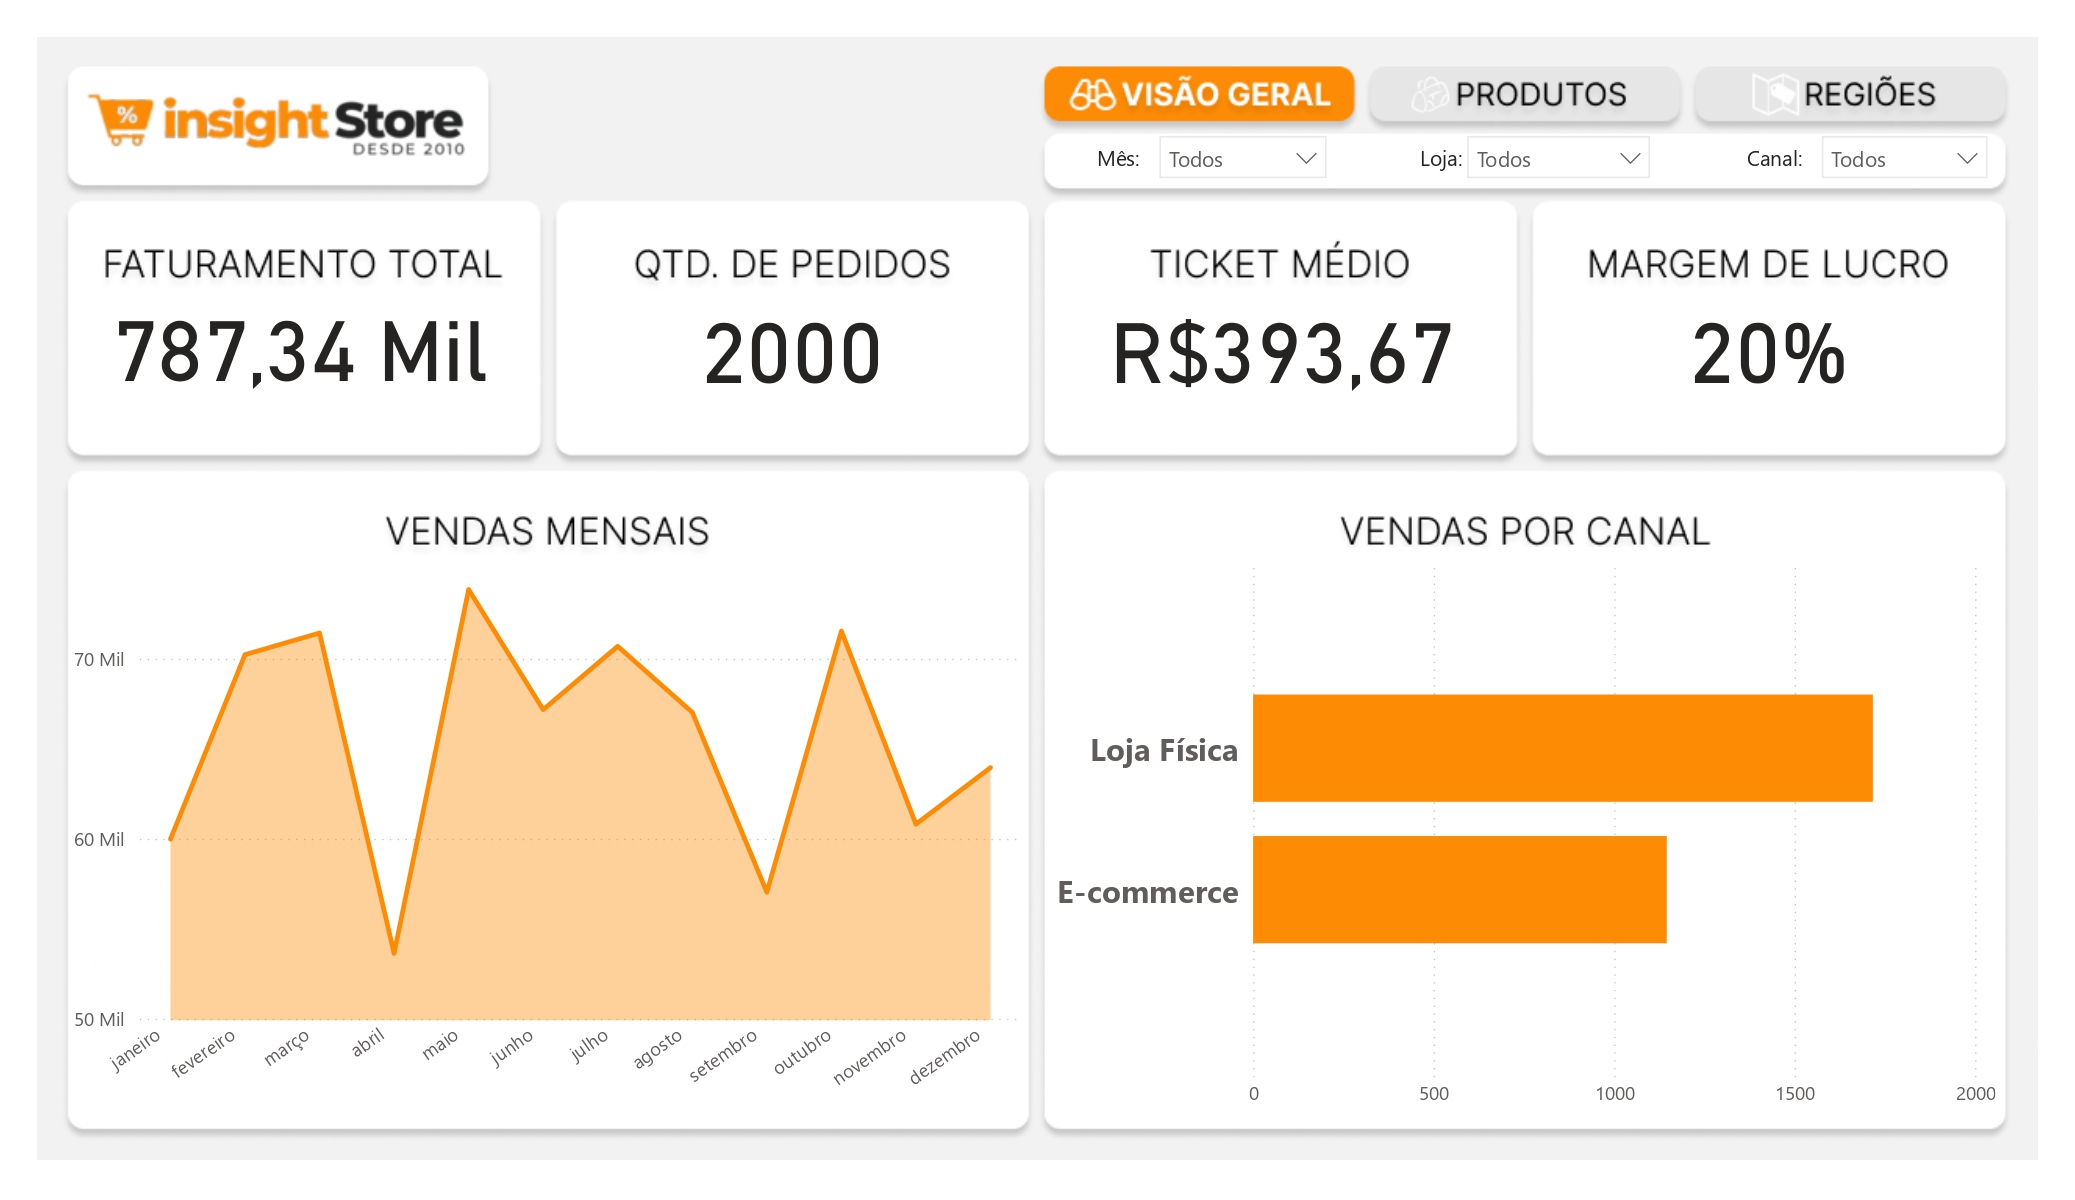 %
insight Store
DESDE 2010
VISÃO GERAL
PRODUTOS
REGIÕES
Mês: Todos
Loja: Todos
Canal: Todos
FATURAMENTO TOTAL
787,34 Mil
QTD. DE PEDIDOS
2000
TICKET MÉDIO
R$393,67
MARGEM DE LUCRO
20%
VENDAS MENSAIS
70 Mil
60 Mil
50 Mil
janeiro
fevereiro
março
abril
maio
junho
julho
agosto
setembro
outubro
novembro
dezembro
VENDAS POR CANAL
Loja Física
E-commerce
0
500
1000
1500
2000